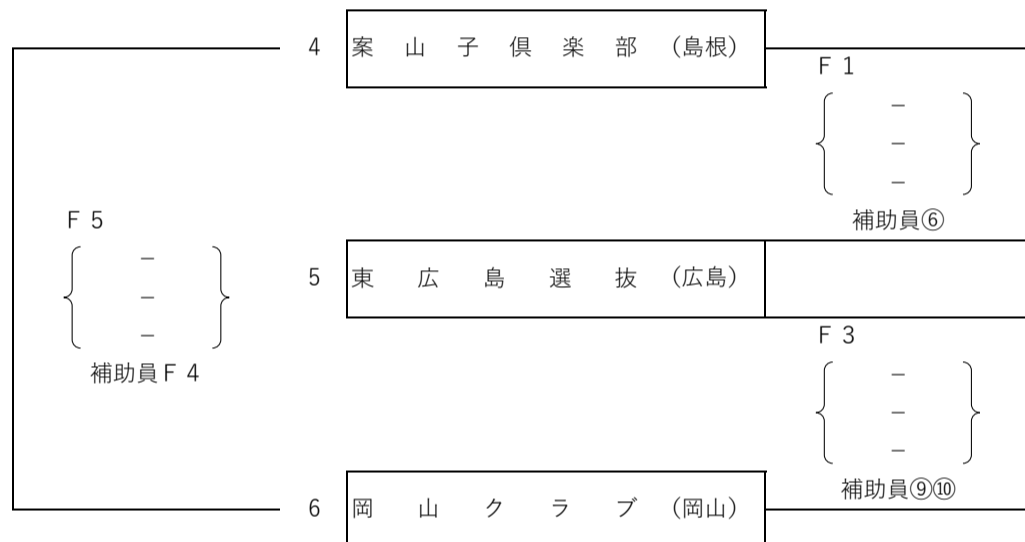 4 案山子倶楽部 (島根)
F 1
{ – }
–
–
補助員⑥
F 5
{ – }
–
–
補助員F 4
5 東広島選抜 (広島)
F 3
{ – }
–
–
補助員⑨⑩
6 岡山クラブ (岡山)